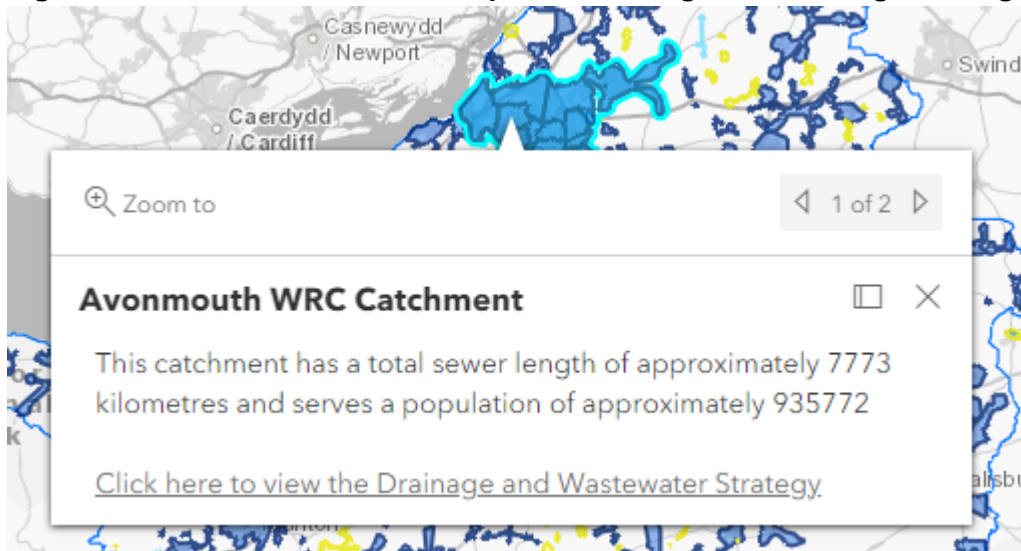 Casnewydd
/ Newport
Swind
Caerdydd
/ Cardiff
Zoom to
1 of 2
Avonmouth WRC Catchment
This catchment has a total sewer length of approximately 7773
kilometres and serves a population of approximately 935772
Click here to view the Drainage and Wastewater Strategy